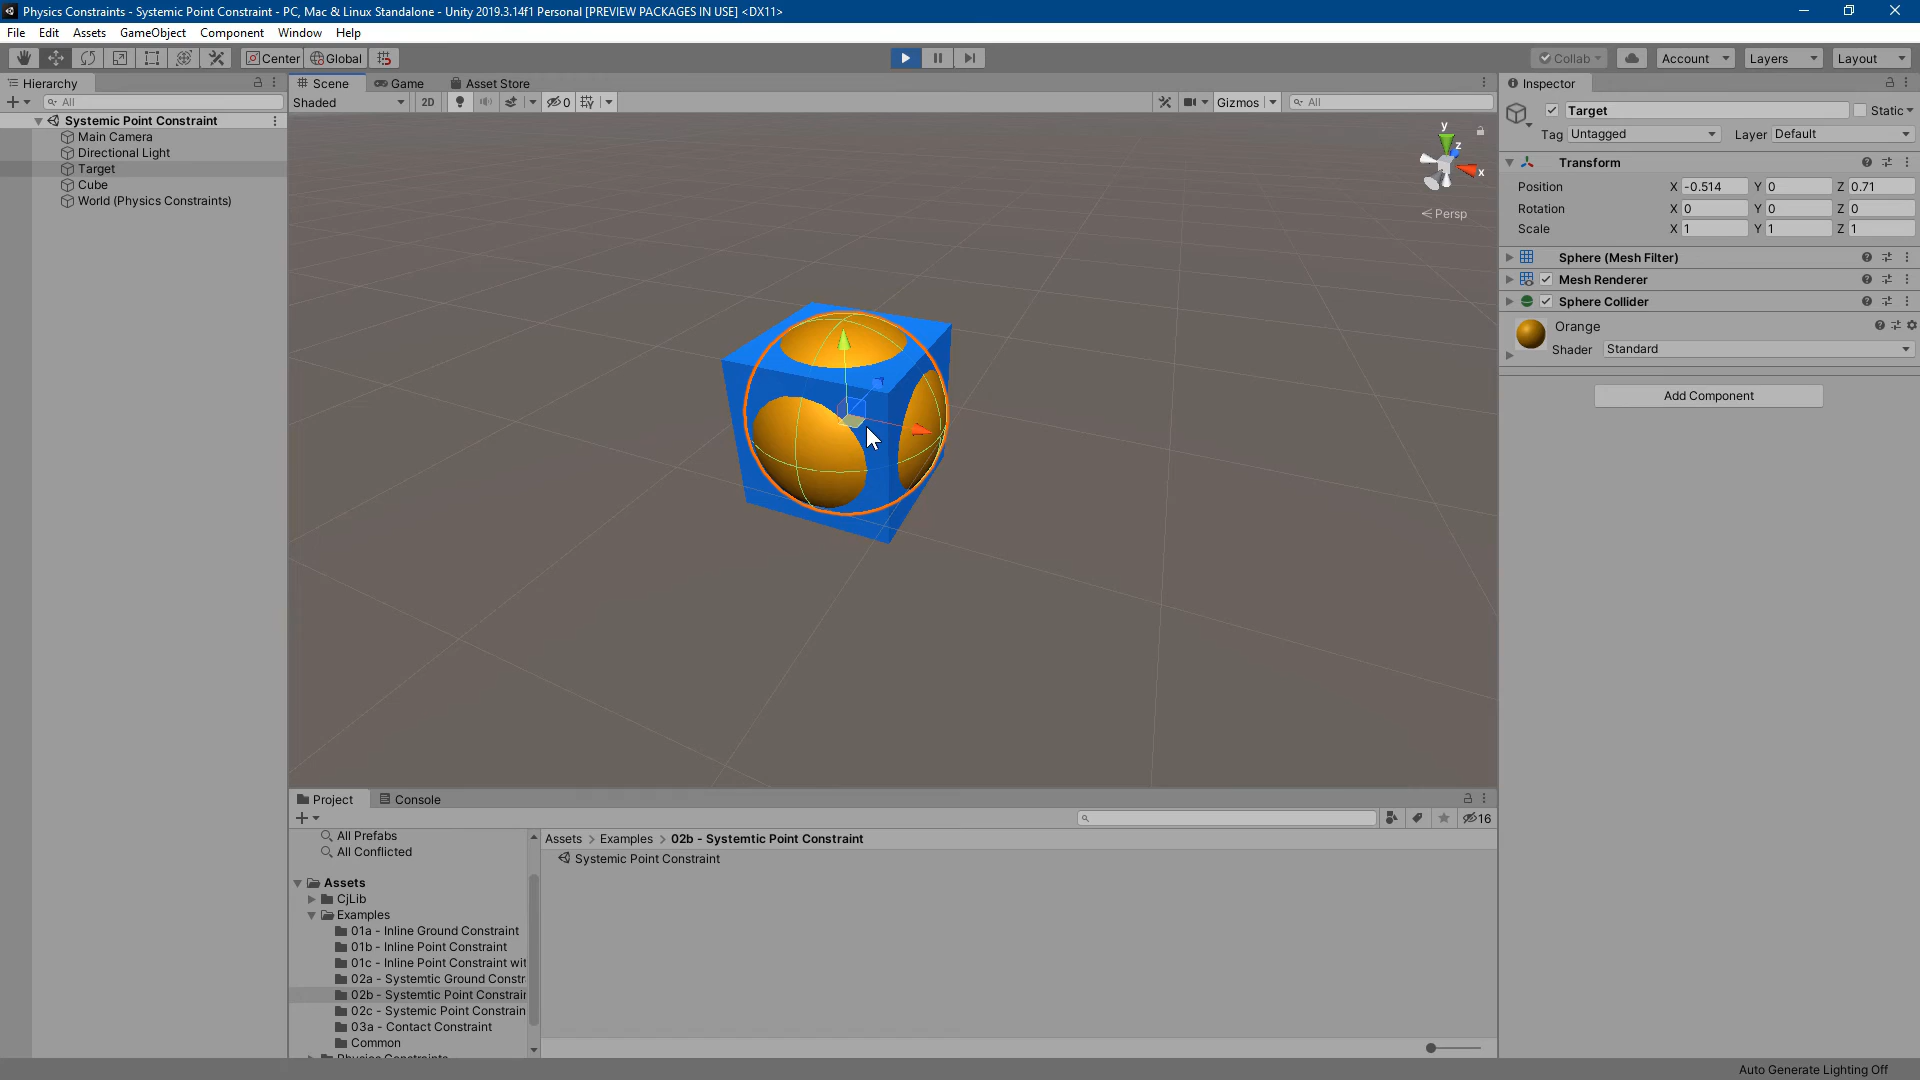 Physics Constraints - Systemic Point Constraint - PC, Mac & Linux Standalone - Unity 2019.3.14f1 Personal [PREVIEW PACKAGES IN USE] <DX11>
File Edit Assets GameObject Component Window Help
Center Global Collab Account Layers Layout
Hierarchy
All
Systemic Point Constraint
Main Camera
Directional Light
Target
Cube
World (Physics Constraints)
Scene Game Asset Store
Shaded 2D 0 Gizmos All
y
z
x
Persp
Inspector
Target Static
Tag Untagged Layer Default
Transform
Position X -0.514 Y 0 Z 0.71
Rotation X 0 Y 0 Z 0
Scale X 1 Y 1 Z 1
Sphere (Mesh Filter)
Mesh Renderer
Sphere Collider
Orange
Shader Standard
Add Component
Project Console
16
All Prefabs
All Conflicted
Assets
CjLib
Examples
01a - Inline Ground Constraint
01b - Inline Point Constraint
01c - Inline Point Constraint wit
02a - Systemtic Ground Constr
02b - Systemtic Point Constrair
02c - Systemic Point Constrain
03a - Contact Constraint
Common
Physics Constraints
Assets > Examples > 02b - Systemtic Point Constraint
Systemic Point Constraint
Auto Generate Lighting Off